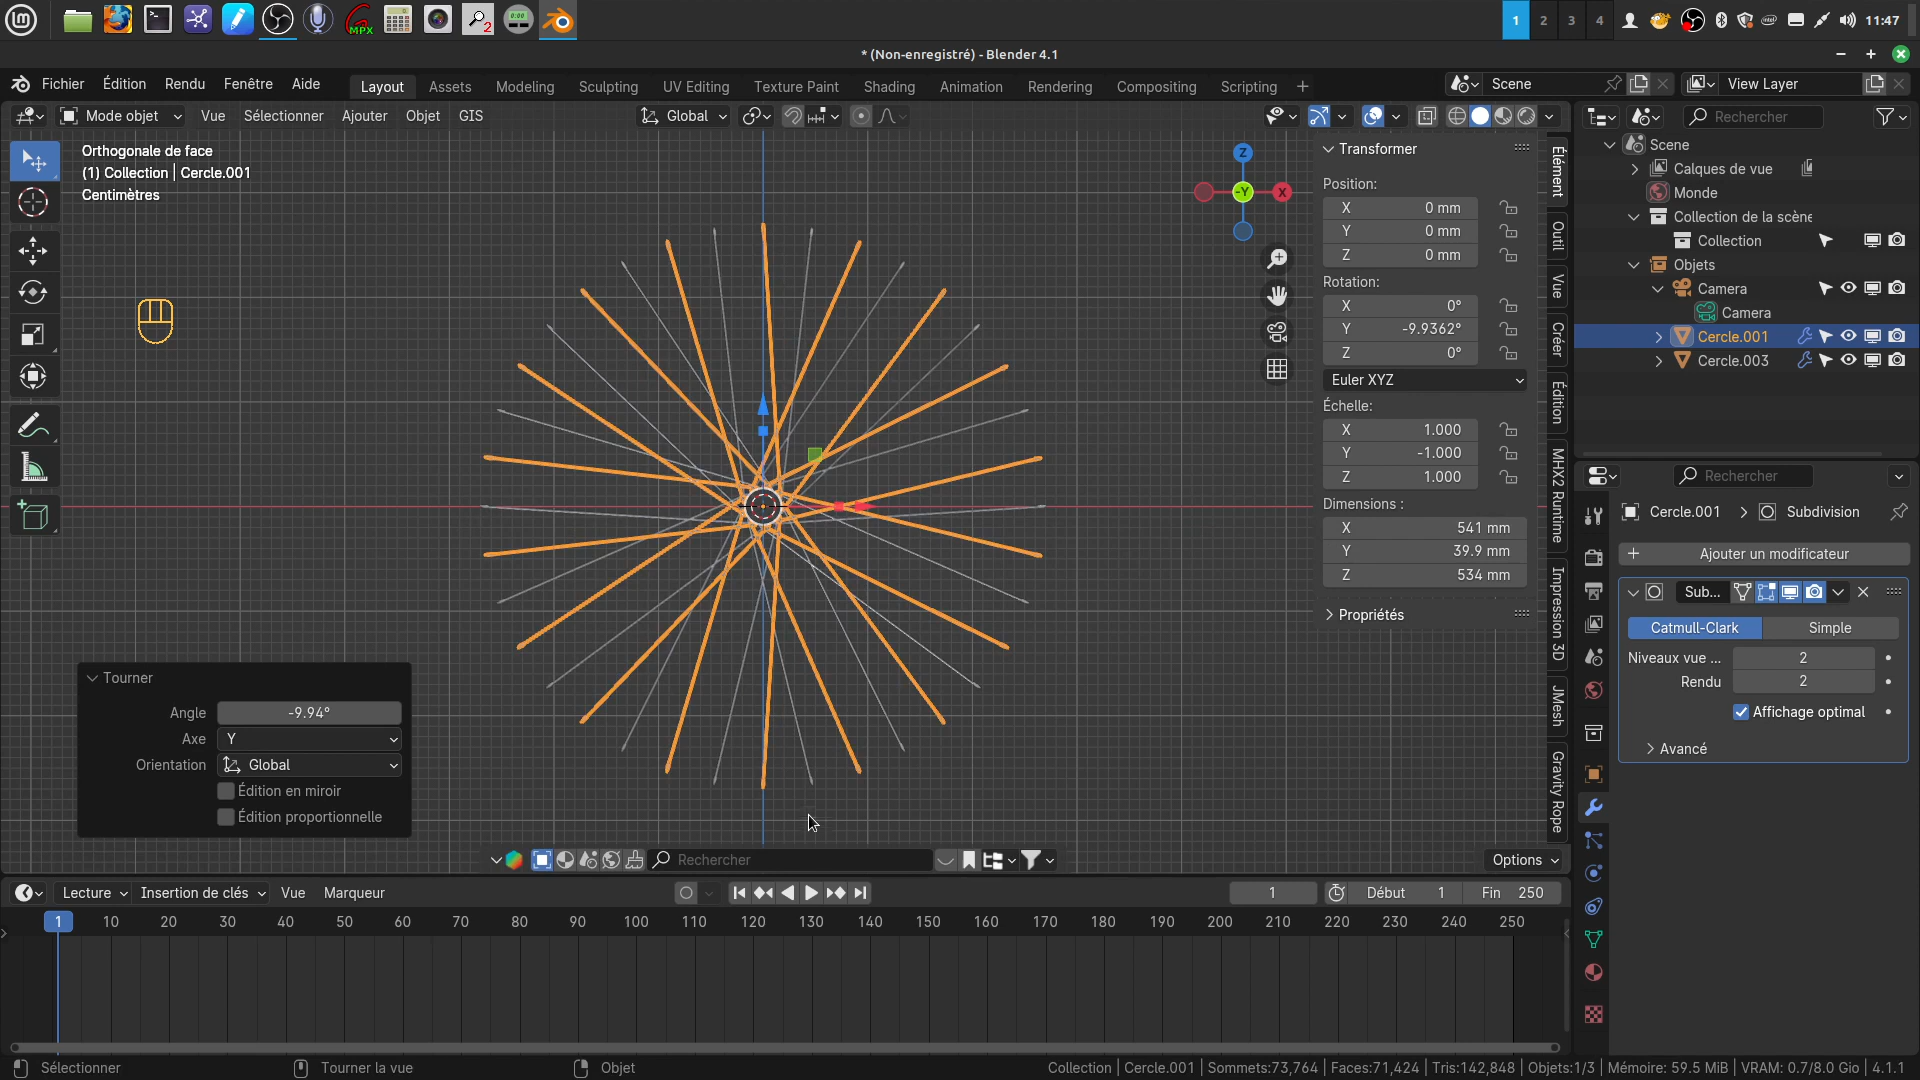 MPX
2
0:00
1 2 3 4
11:47
* (Non-enregistré) - Blender 4.1
Fichier Édition Rendu Fenêtre Aide
Layout Assets Modeling Sculpting UV Editing Texture Paint Shading Animation Rendering Compositing Scripting +
Scene
View Layer
Mode objet Vue Sélectionner Ajouter Objet GIS
Global
Orthogonale de face
(1) Collection | Cercle.001
Centimètres
Z
-Y
X
Transformer
Position:
X 0 mm
Y 0 mm
Z 0 mm
Rotation:
X 0°
Y -9.9362°
Z 0°
Euler XYZ
Échelle:
X 1.000
Y -1.000
Z 1.000
Dimensions :
X 541 mm
Y 39.9 mm
Z 534 mm
Propriétés
Élément
Outil
Vue
Créer
Édition
MHX2 Runtime
Impression 3D
JMesh
Gravity Rope
Rechercher
Scene
Calques de vue
Monde
Collection de la scène
Collection
Objets
Camera
Camera
Cercle.001
Cercle.003
Rechercher
Cercle.001 > Subdivision
Ajouter un modificateur
Sub...
Catmull-Clark Simple
Niveaux vue ... 2
Rendu 2
Affichage optimal
Avancé
Tourner
Angle -9.94°
Axe Y
Orientation Global
Édition en miroir
Édition proportionnelle
Rechercher
Options
Lecture Insertion de clés Vue Marqueur
1 Début 1 Fin 250
1 10 20 30 40 50 60 70 80 90 100 110 120 130 140 150 160 170 180 190 200 210 220 230 240 250
Sélectionner Tourner la vue Objet
Collection | Cercle.001 | Sommets:73,764 | Faces:71,424 | Tris:142,848 | Objets:1/3 | Mémoire: 59.5 MiB | VRAM: 0.7/8.0 Gio | 4.1.1